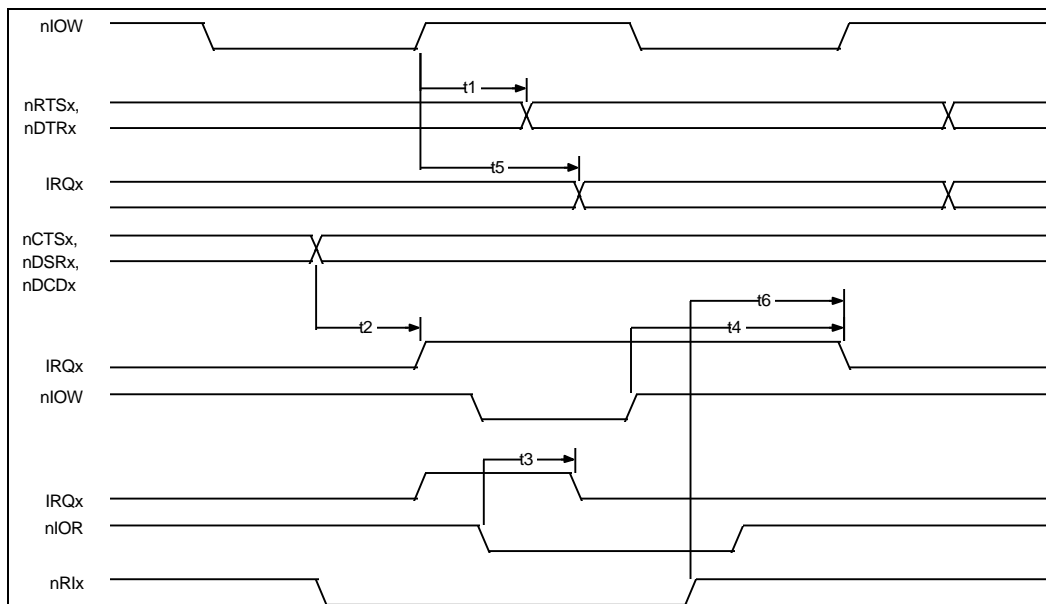 nIOW
t1
nRTSx,
nDTRx
t5
IRQx
nCTSx,
nDSRx,
nDCDx
t6
t2
t4
IRQx
nIOW
t3
IRQx
nIOR
nRIx